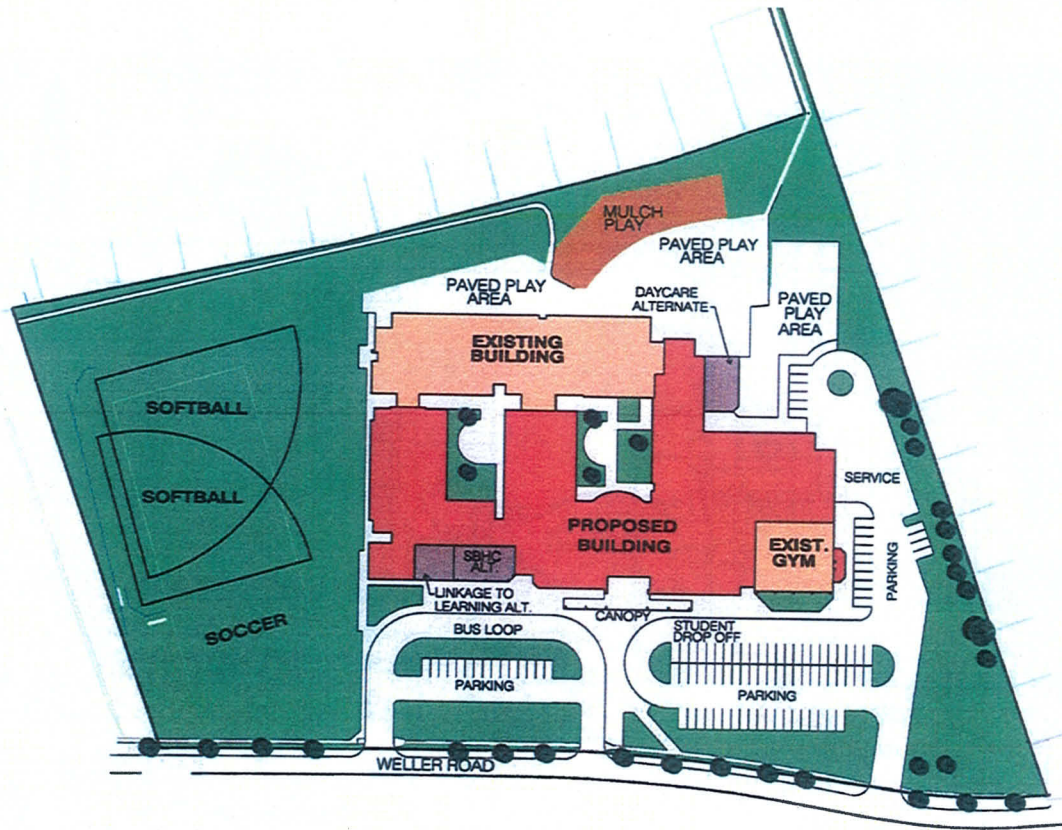 MULCH
PLAY
PAVED PLAY
AREA
PAVED PLAY
AREA
DAYCARE
ALTERNATE
PAVED
PLAY
AREA
EXISTING
BUILDING
SOFTBALL
SOFTBALL
SERVICE
PROPOSED
BUILDING
EXIST.
GYM
PARKING
SBHC
ALT
LINKAGE TO
LEARNING ALT.
CANOPY
SOCCER
BUS LOOP
STUDENT
DROP OFF
PARKING
PARKING
WELLER ROAD